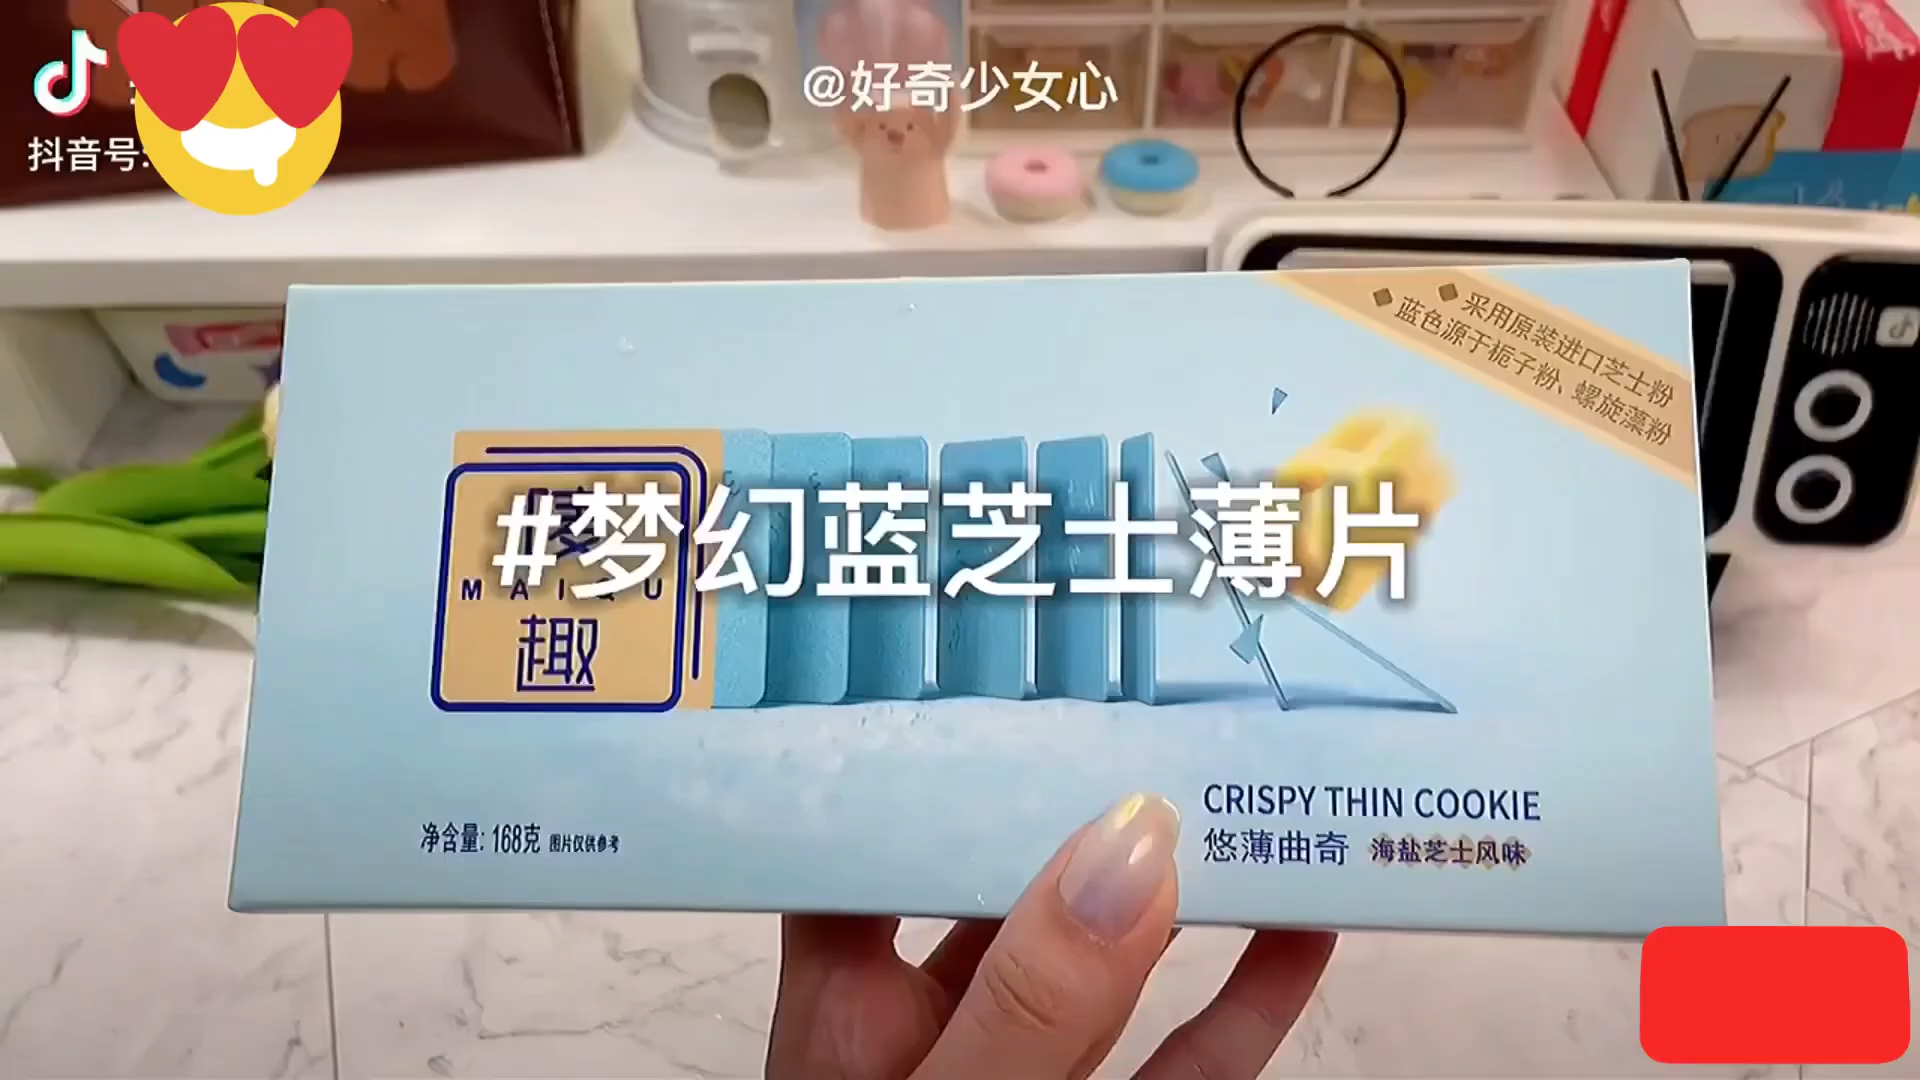 抖音号:
@好奇少女心
采用原装进口芝士粉
蓝色源于栀子粉、螺旋藻粉
#梦幻蓝芝士薄片
MAIQU
趣
CRISPY THIN COOKIE
悠薄曲奇 海盐芝士风味
净含量: 168克 图片仅供参考